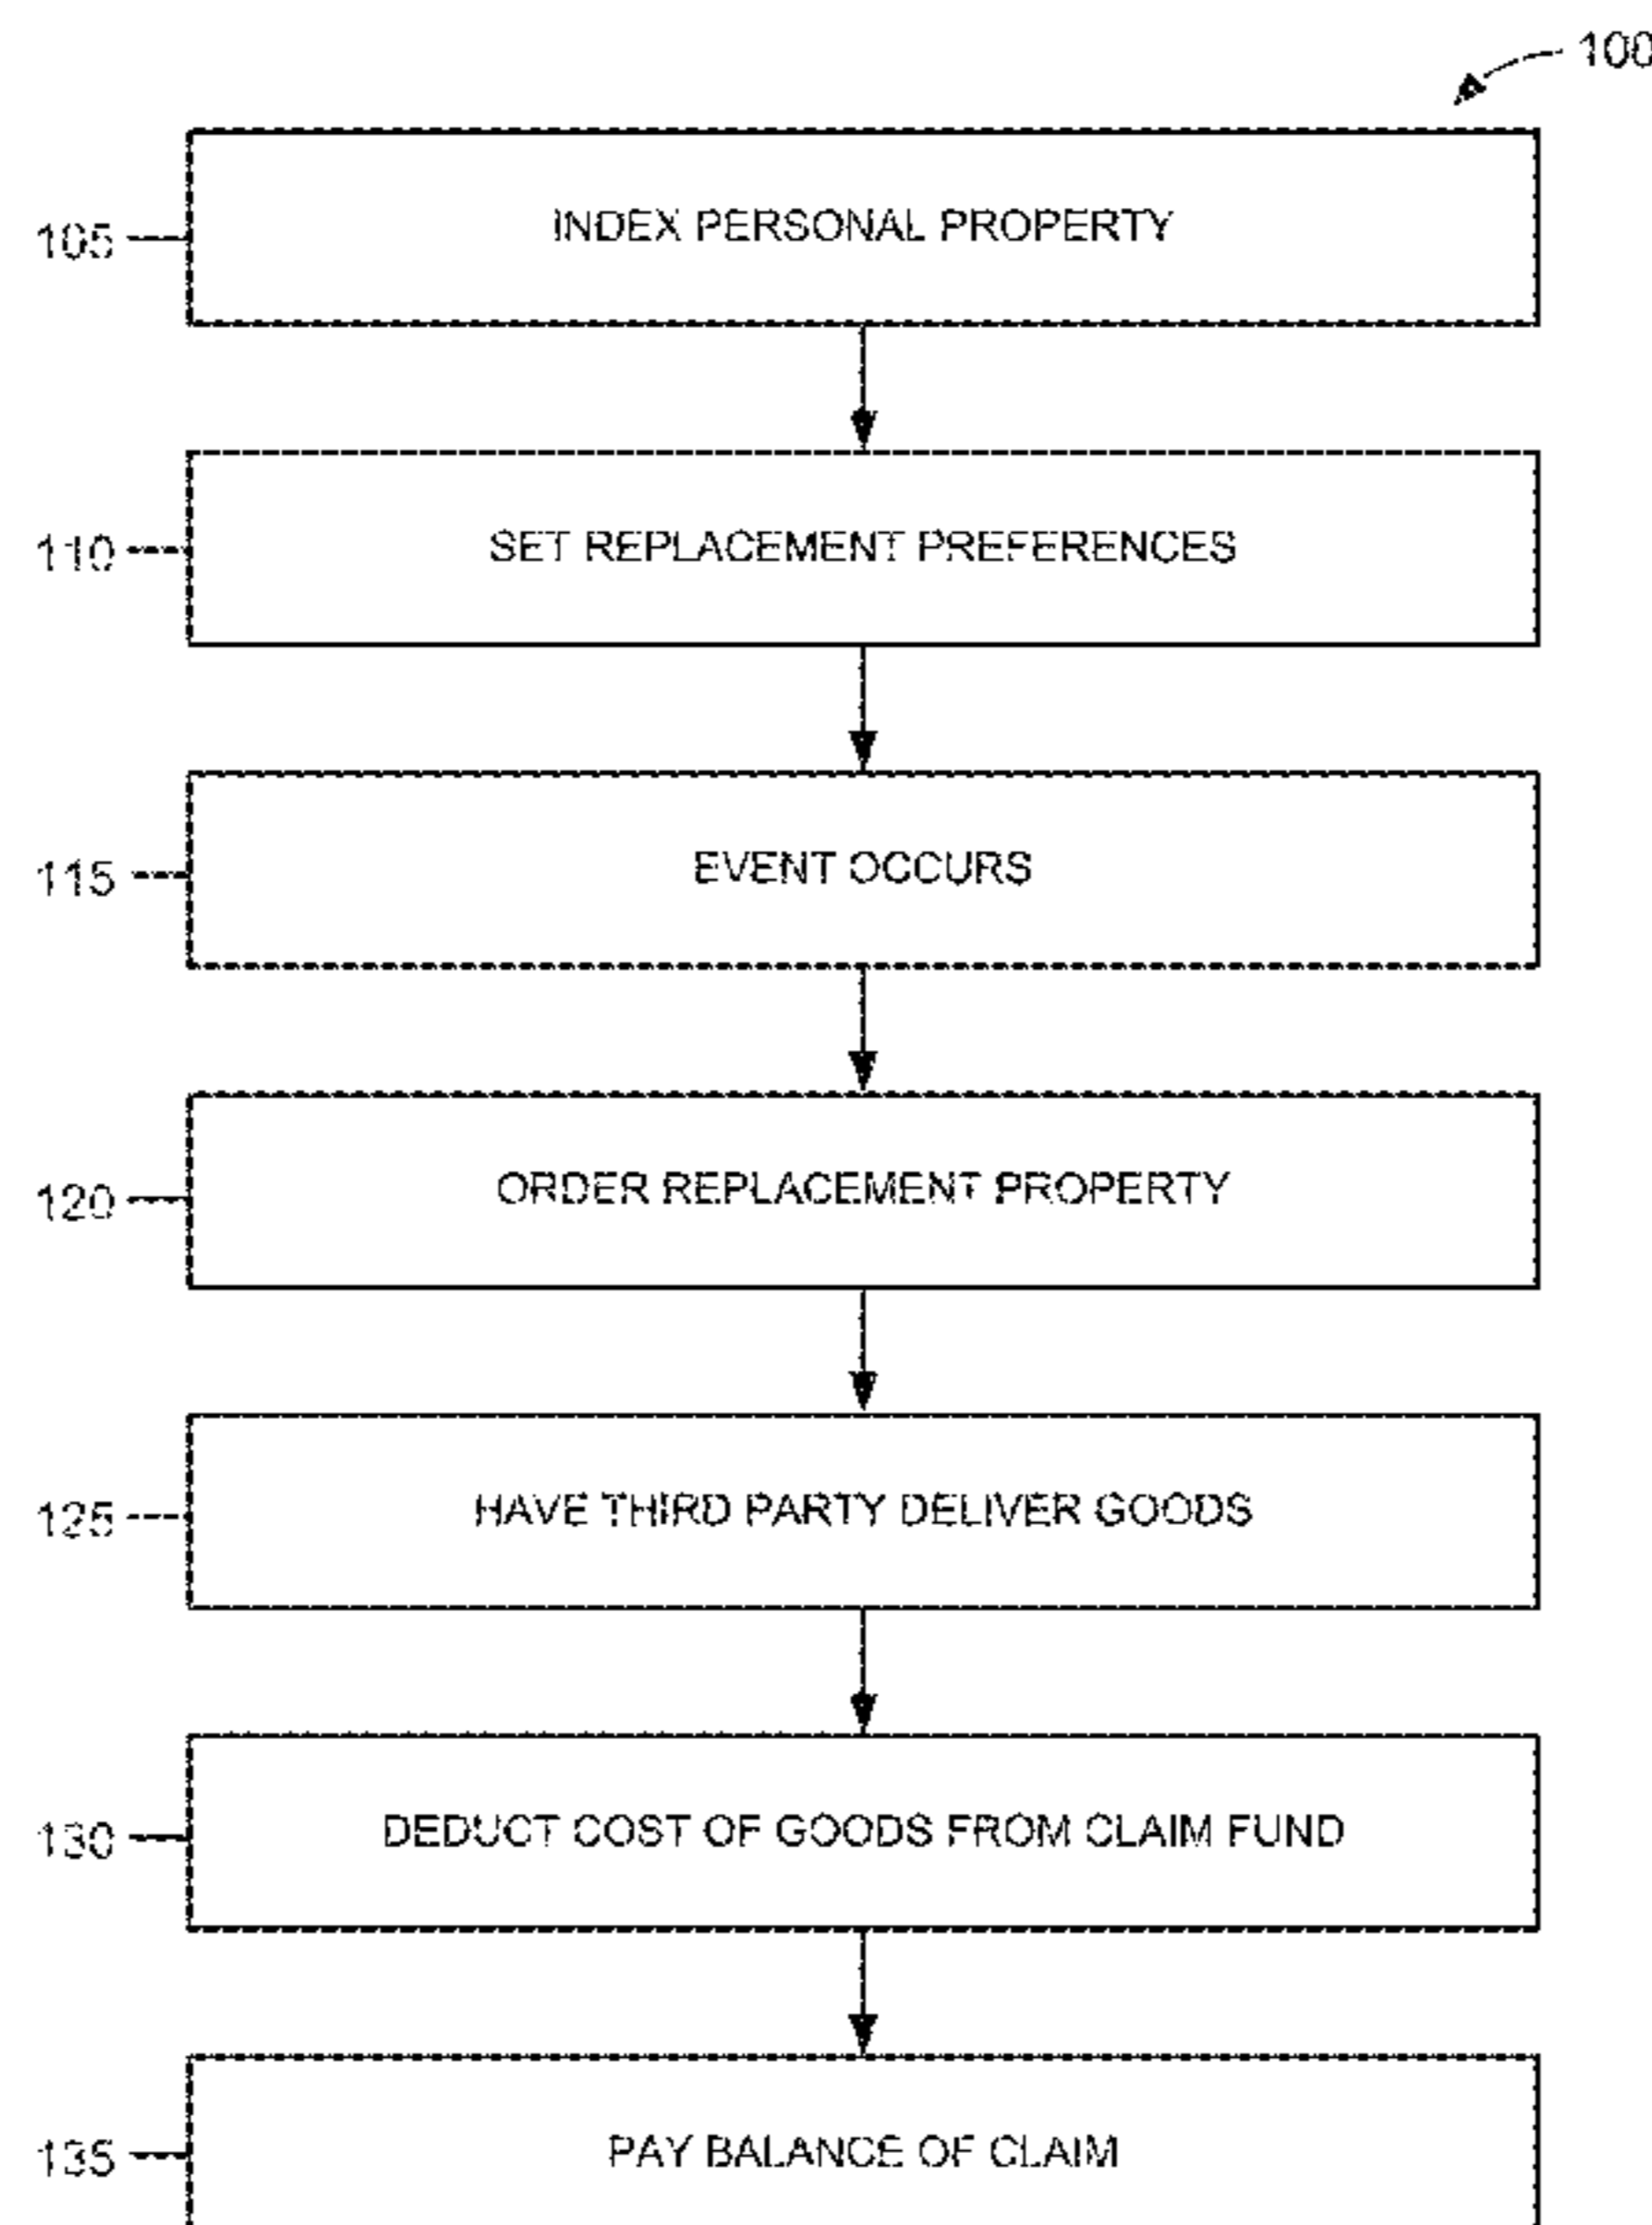 100
105
INDEX PERSONAL PROPERTY
110
SET REPLACEMENT PREFERENCES
115
EVENT OCCURS
120
ORDER REPLACEMENT PROPERTY
125
HAVE THIRD PARTY DELIVER GOODS
130
DEDUCT COST OF GOODS FROM CLAIM FUND
135
PAY BALANCE OF CLAIM